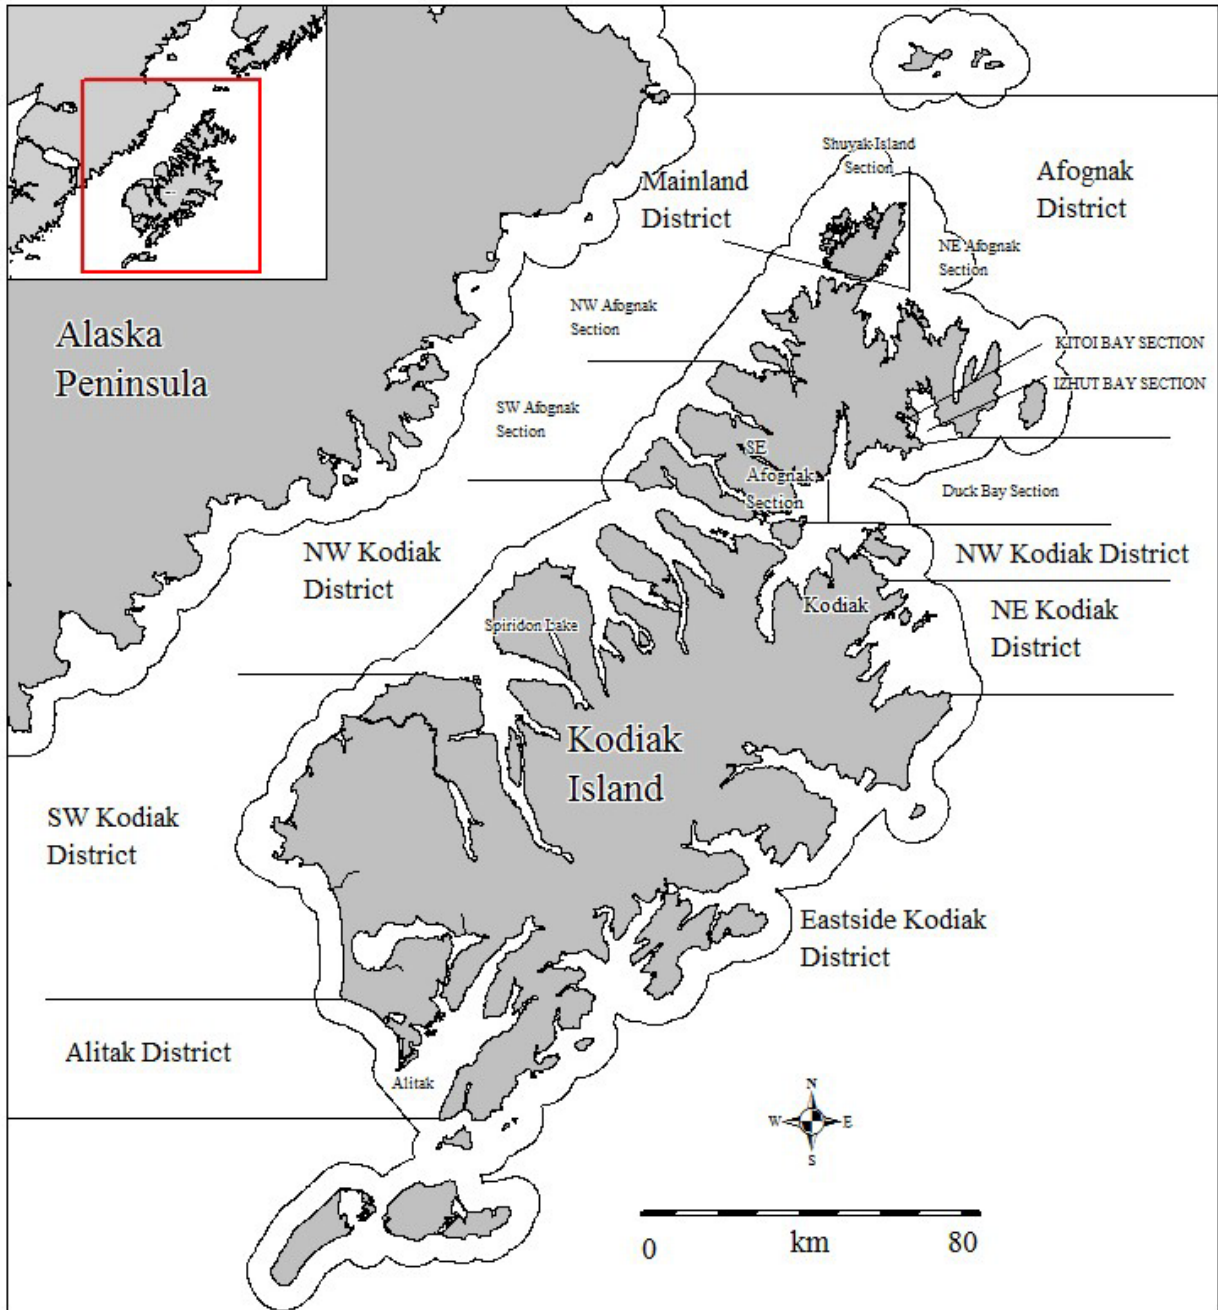 Shuyak Island
Section
Mainland
District
Afognak
District
NE Afognak
Section
NW Afognak
Section
Alaska
Peninsula
KITOI BAY SECTION
IZHUT BAY SECTION
SW Afognak
Section
SE
Afognak
Section
Duck Bay Section
NW Kodiak
District
NW Kodiak District
Kodiak
NE Kodiak
District
Spiridon Lake
Kodiak
Island
SW Kodiak
District
Eastside Kodiak
District
Alitak District
Alitak
N
W
E
S
0
km
80